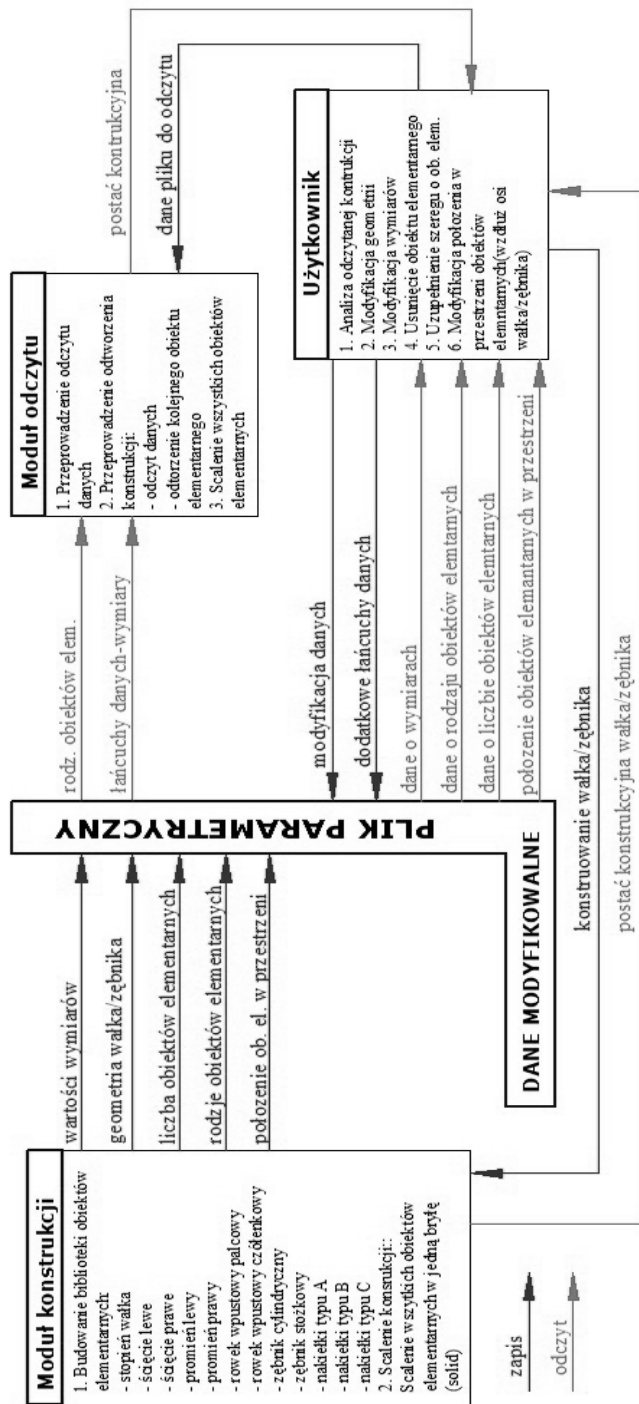 Moduł konstrukcji
1. Budowanie biblioteki obiektów
elementarnych:
- stopień wałka
- ścięcie lewe
- ścięcie prawe
- promień lewy
- promień prawy
- rowek wpustowy palcowy
- rowek wpustowy czółenkowy
- zębnik cylindryczny
- zębnik stożkowy
- nakiełki typu A
- nakiełki typu B
- nakiełki typu C
2. Scalenie konsrukcji::
Scalenie wszytkich obiektów
elementarnych w jedną bryłę
(solid)
zapis
odczyt
wartości wymiarów
geometria wałka/zębnika
liczba obiektów elementarnych
rodzje obiektów elementarnych
położenie ob. el. w przestrzeni
PLIK PARAMETRYCZNY
DANE MODYFIKOWALNE
rodz. obiektów elem.
łańcuchy danych-wymiary
modyfikacja danych
dodatkowe łańcuchy danych
dane o wymiarach
dane o rodzaju obiektów elemtarnych
dane o liczbie obiektów elemtarnych
położenie obiektów elemantarnych w przestrzeni
konstruowanie wałka/zębnika
postać konstrukcyjna wałka/zębnika
Moduł odczytu
1. Przeprowadzenie odczytu
danych
2. Przeprowadzenie odtworzenia
konstrukcji:
- odczyt danych
- odtorzenie kolejnego obiektu
elementarnego
3. Scalenie wszystkich obiektów
elementarnych
postać kontrukcyjna
dane pliku do odczytu
Użytkownik
1. Analiza odczytanej kontrukcji
2. Modyfikacja geometrii
3. Modyfikacja wymiarów
4. Usunięcie obiektu elementarnego
5. Uzupełnienie szeregu o ob. elem.
6. Modyfikacja położenia w
przestrzeni obiektów
elemntarnych(wzdłuż osi
wałka/zębnika)